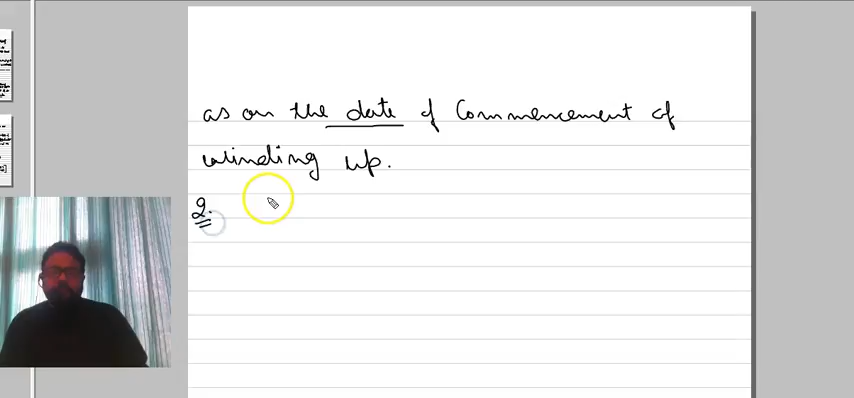 as on the date of Commencement of
winding up.
2.